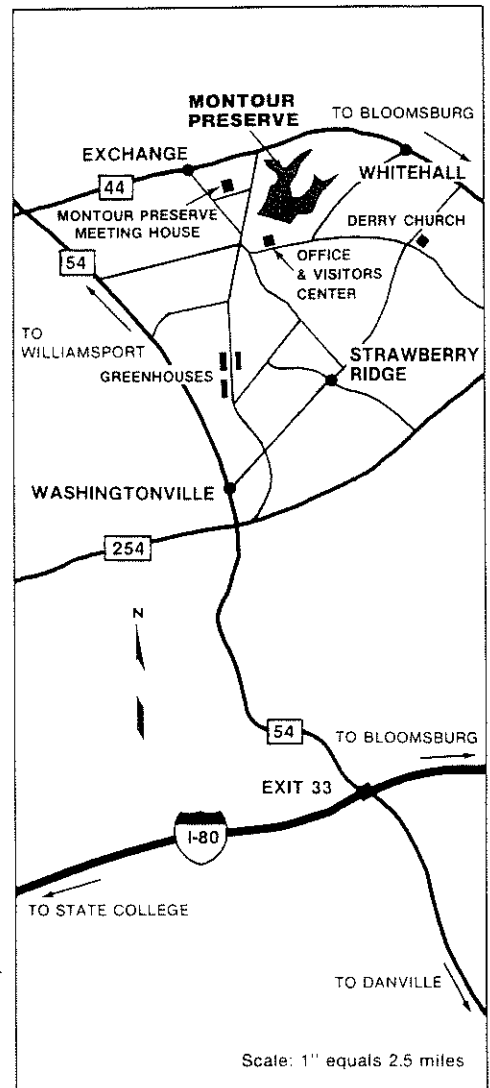 MONTOUR
PRESERVE
TO BLOOMSBURG
EXCHANGE
44
WHITEHALL
MONTOUR PRESERVE
MEETING HOUSE
DERRY CHURCH
54
OFFICE
& VISITORS
CENTER
TO
WILLIAMSPORT
GREENHOUSES
STRAWBERRY
RIDGE
WASHINGTONVILLE
254
N
54
TO BLOOMSBURG
EXIT 33
I-80
TO STATE COLLEGE
TO DANVILLE
Scale: 1" equals 2.5 miles